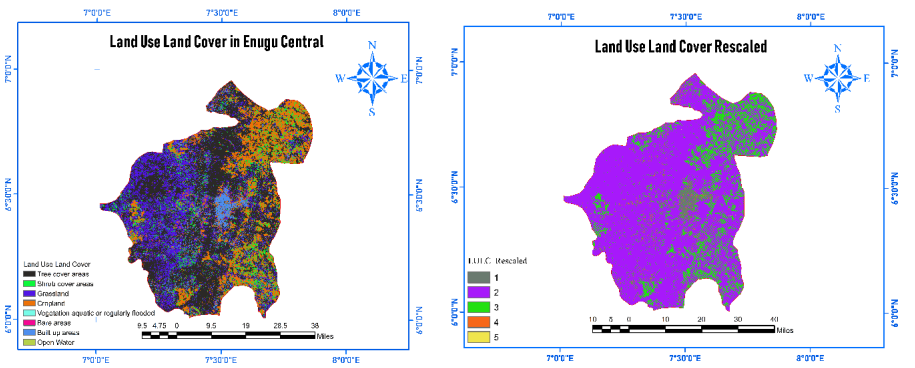 7°0'0"E 7°30'0"E 8°0'0"E
Land Use Land Cover in Enugu Central
N
W E
S
7°0'0"N 7°0'0"N
6°30'0"N 6°30'0"N
6°0'0"N 6°0'0"N
Land Use Land Cover
Tree cover areas
Shrub cover areas
Grassland
Cropland
Vegetation aquatic or regularly flooded
Bare areas
Built up areas
Open Water
9.5 4.75 0 9.5 19 28.5 38
Miles
7°0'0"E 7°30'0"E 8°0'0"E
7°0'0"E 7°30'0"E 8°0'0"E
Land Use Land Cover Rescaled
N
W E
S
7°0'0"N 7°0'0"N
6°30'0"N 6°30'0"N
6°0'0"N 6°0'0"N
LULC Rescaled
1
2
3
4
5
10 5 0 10 20 30 40
Miles
7°0'0"E 7°30'0"E 8°0'0"E